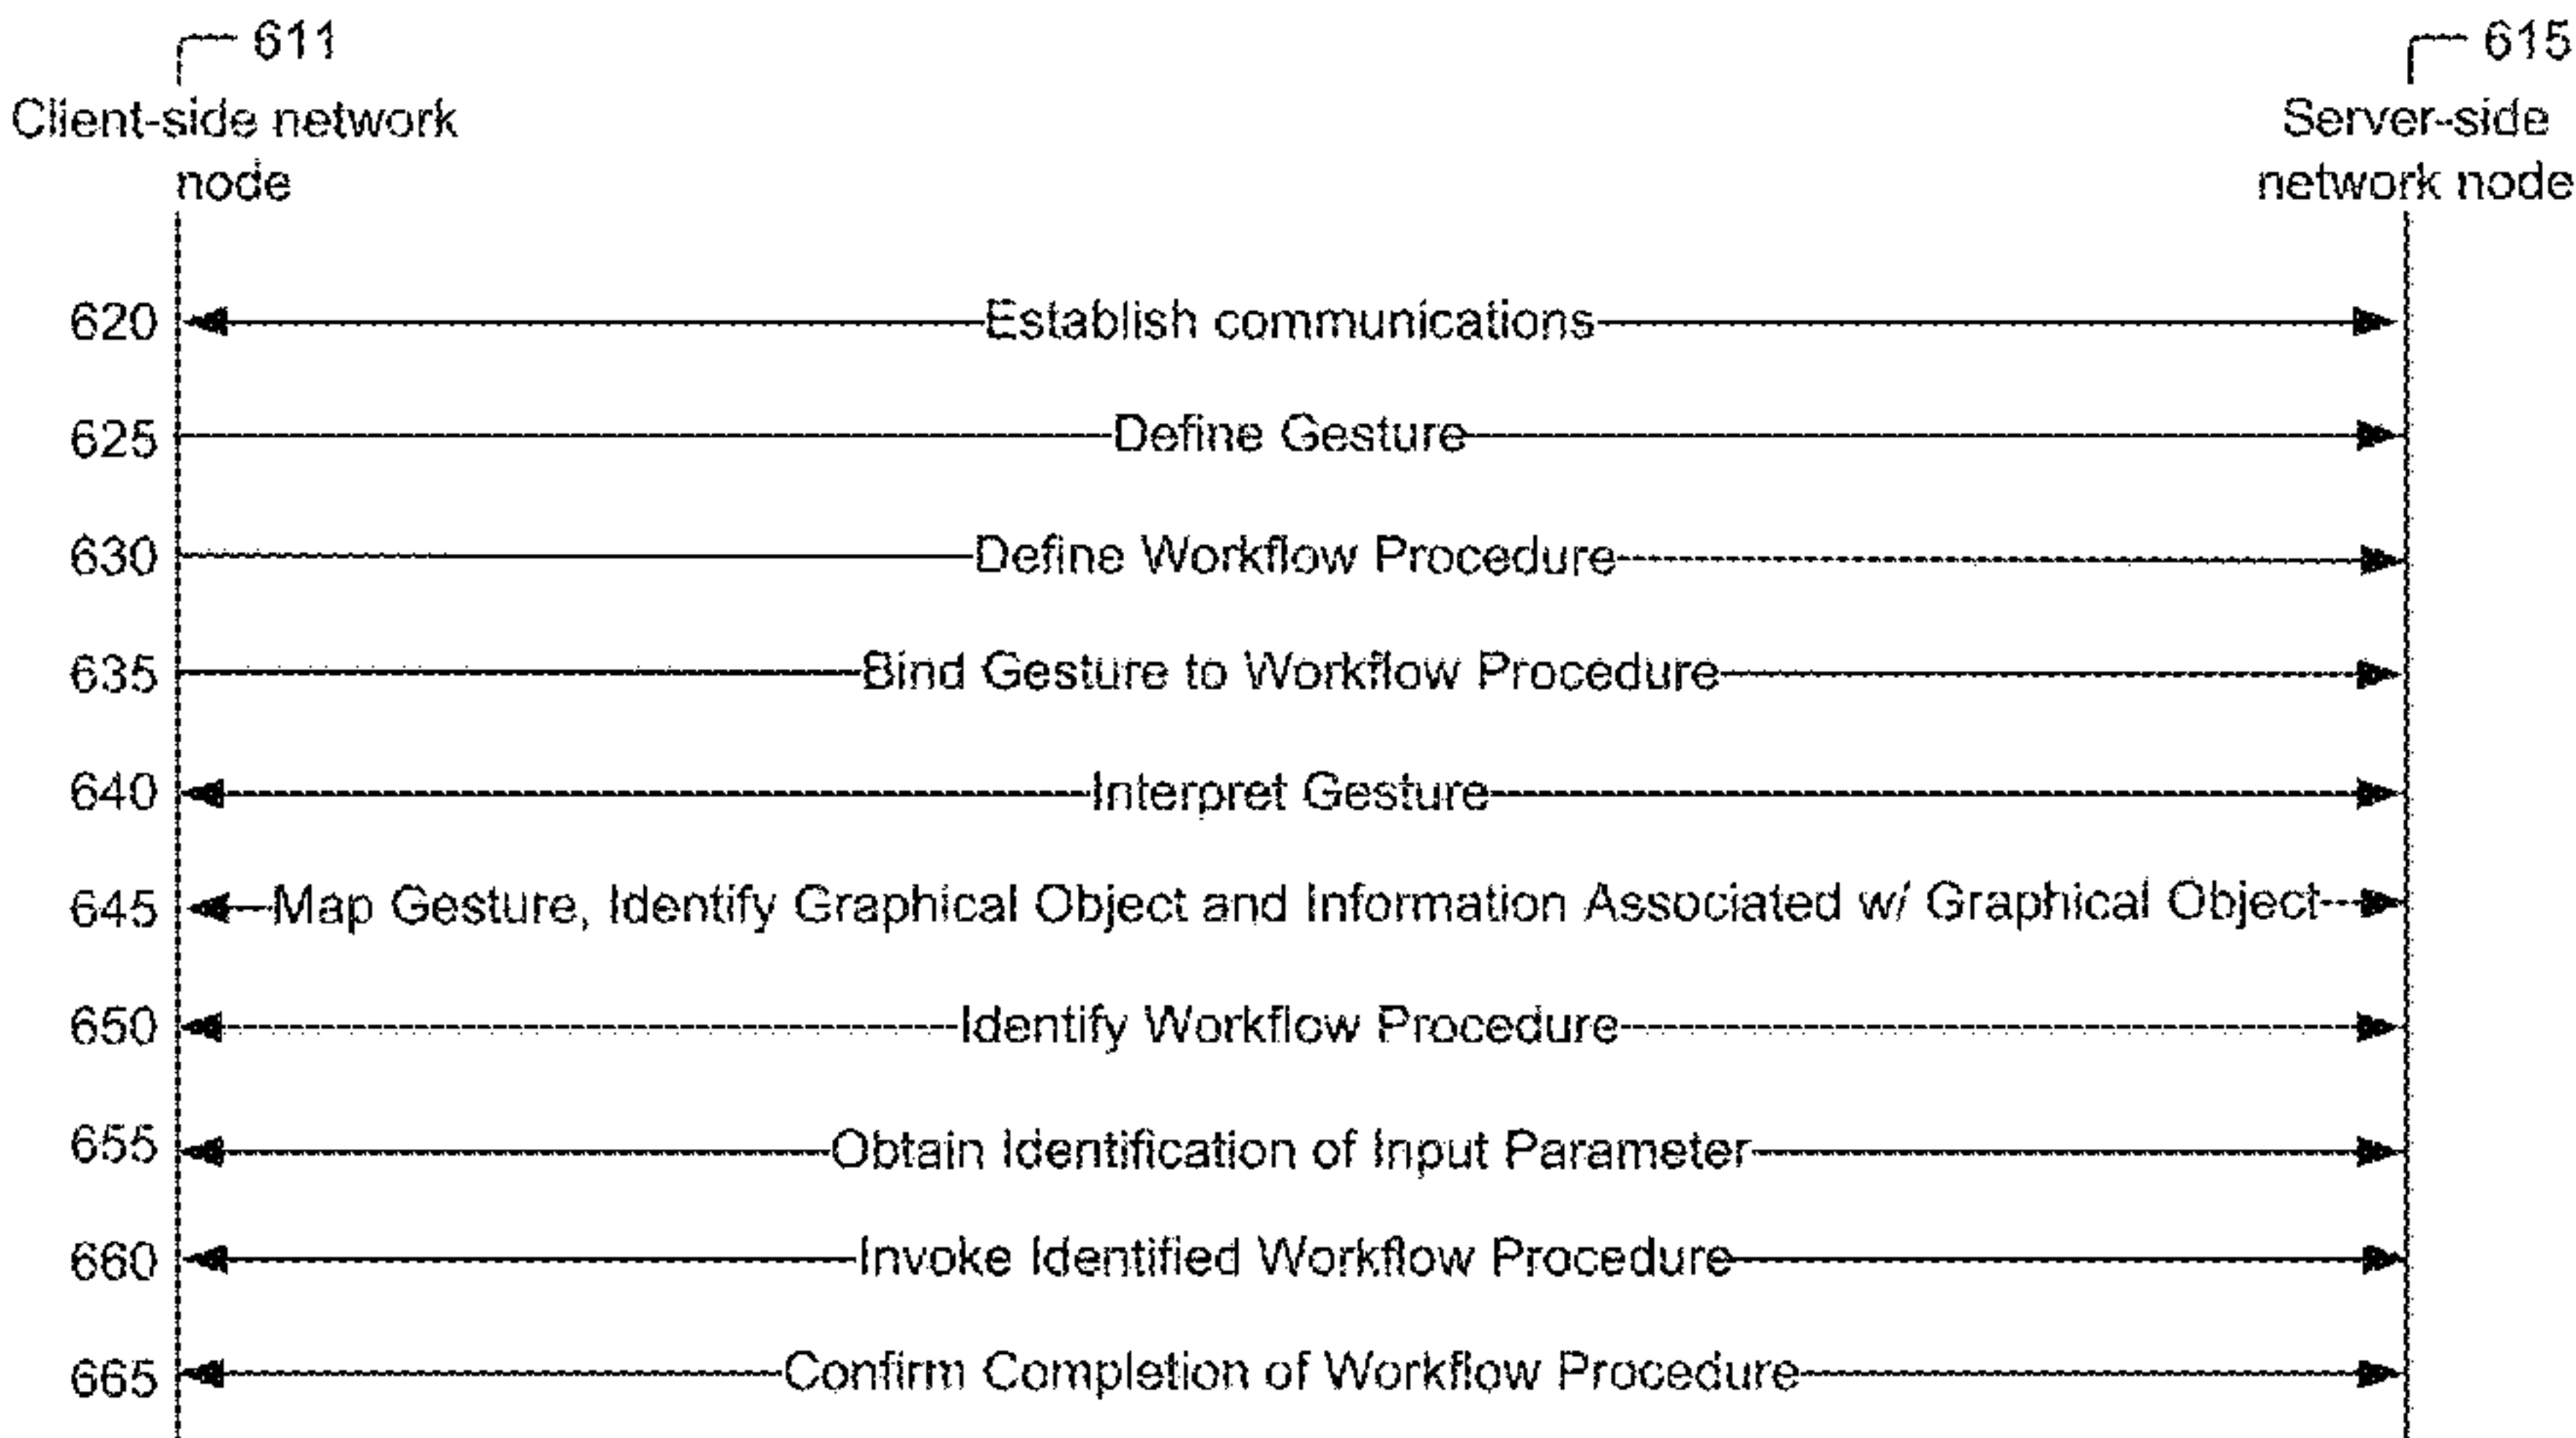 611
615
Client-side network
node
Server-side
network node
620 Establish communications
625 Define Gesture
630 Define Workflow Procedure
635 Bind Gesture to Workflow Procedure
640 Interpret Gesture
645 Map Gesture, Identify Graphical Object and Information Associated w/ Graphical Object
650 Identify Workflow Procedure
655 Obtain Identification of Input Parameter
660 Invoke Identified Workflow Procedure
665 Confirm Completion of Workflow Procedure